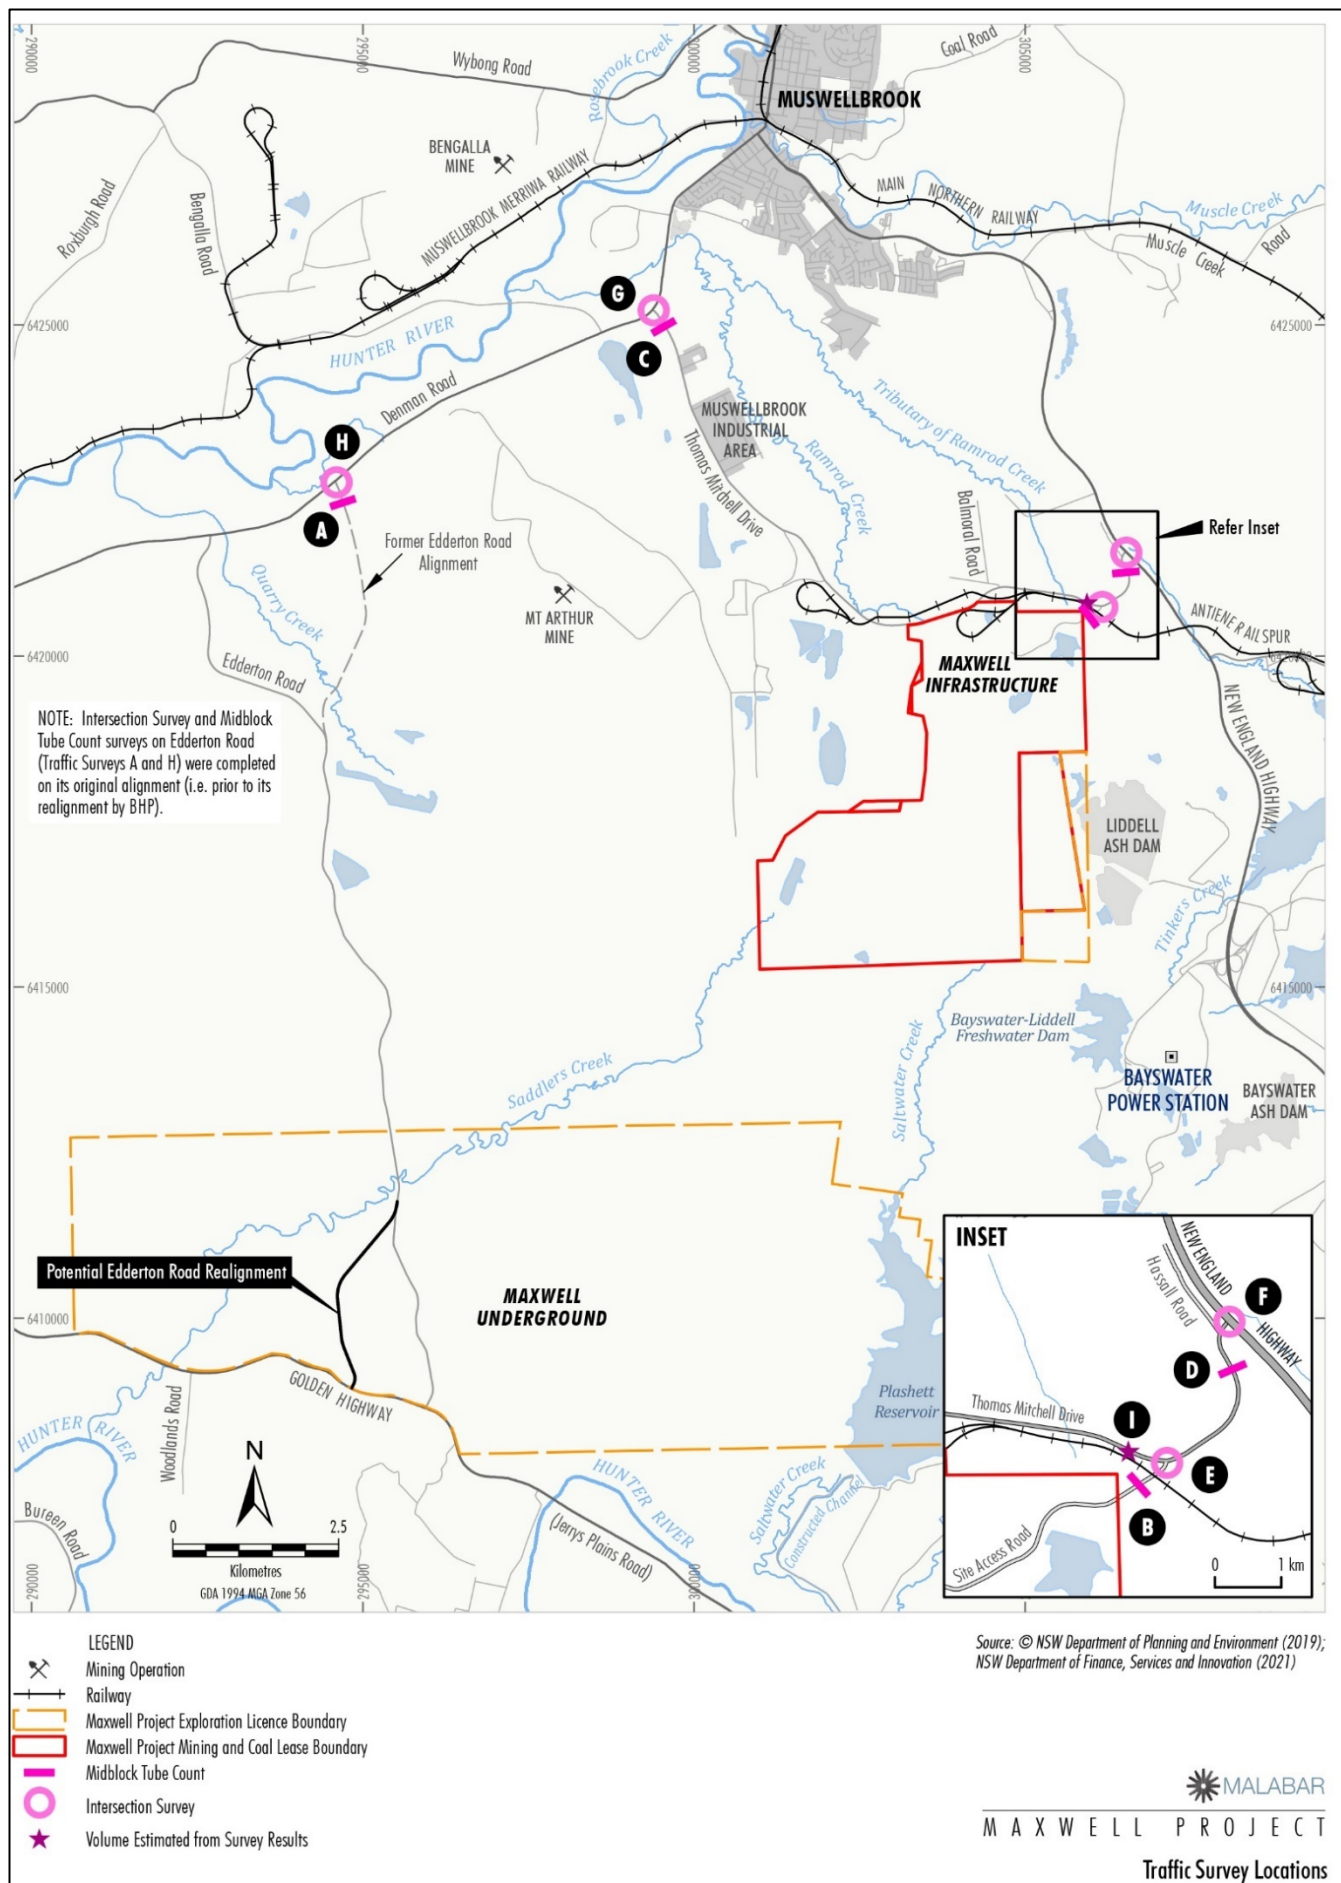 290000
295000
300000
305000
Wybong Road
Rosebrook Creek
Coal Road
MUSWELLBROOK
BENGALLA
MINE
MUSWELLBROOK MERRIWA RAILWAY
Roxburgh Road
Bengalla Road
MAIN NORTHERN RAILWAY
Muscle Creek
Muscle Creek Road
6425000
6425000
HUNTER RIVER
G
C
Denman Road
MUSWELLBROOK
INDUSTRIAL
AREA
Tributary of Ramrod Creek
Ramrod Creek
Thomas Mitchell Drive
H
A
Former Edderton Road
Alignment
Quarry Creek
MT ARTHUR
MINE
Balmoral Road
Refer Inset
ANTIENE RAIL SPUR
6420000
6420000
Edderton Road
MAXWELL
INFRASTRUCTURE
NEW ENGLAND HIGHWAY
NOTE: Intersection Survey and Midblock
Tube Count surveys on Edderton Road
(Traffic Surveys A and H) were completed
on its original alignment (i.e. prior to its
realignment by BHP).
LIDDELL
ASH DAM
Tinkers Creek
6415000
6415000
Bayswater-Liddell
Freshwater Dam
Saddlers Creek
Saltwater Creek
BAYSWATER
POWER STATION
BAYSWATER
ASH DAM
Potential Edderton Road Realignment
MAXWELL
UNDERGROUND
6410000
GOLDEN HIGHWAY
Woodlands Road
HUNTER RIVER
Plashett
Reservoir
HUNTER RIVER
Saltwater Creek
Constructed Channel
(Jerrys Plains Road)
Bureen Road
N
0 2.5
Kilometres
GDA 1994 MGA Zone 56
290000
295000
300000
INSET
NEW ENGLAND HIGHWAY
Hassall Road
F
D
Thomas Mitchell Drive
I
E
B
Site Access Road
0 1 km
LEGEND
Mining Operation
Railway
Maxwell Project Exploration Licence Boundary
Maxwell Project Mining and Coal Lease Boundary
Midblock Tube Count
Intersection Survey
Volume Estimated from Survey Results
Source: © NSW Department of Planning and Environment (2019);
NSW Department of Finance, Services and Innovation (2021)
MALABAR
MAXWELL PROJECT
Traffic Survey Locations